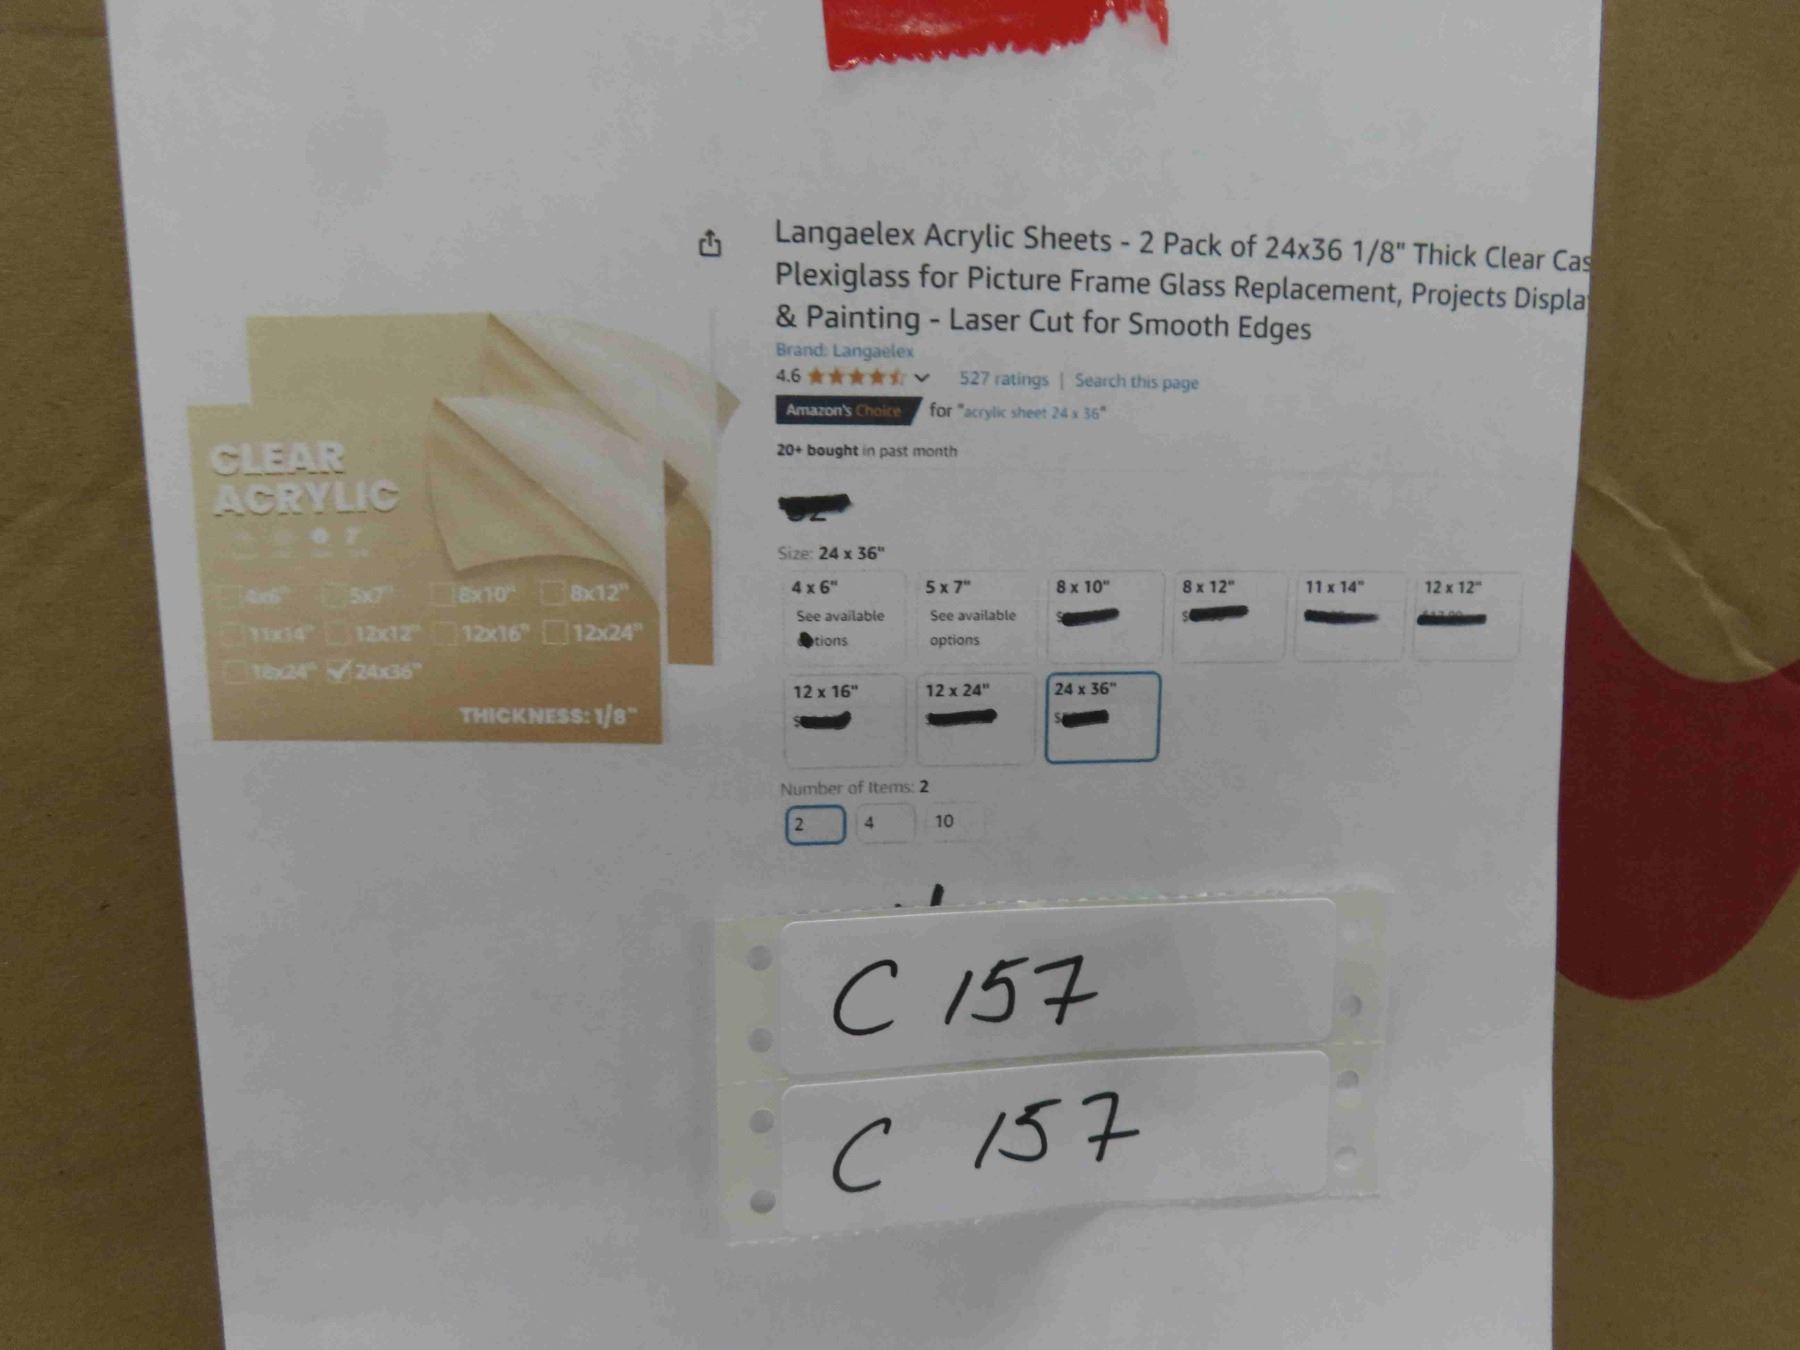 Langaelex Acrylic Sheets - 2 Pack of 24x36 1/8" Thick Clear Cas
Plexiglass for Picture Frame Glass Replacement, Projects Displa
& Painting - Laser Cut for Smooth Edges
Brand: Langaelex
4.6 527 ratings | Search this page
Amazon's Choice for "acrylic sheet 24 x 36"
20+ bought in past month
CLEAR
ACRYLIC
4x6" 5x7" 8x10" 8x12"
11x14" 12x12" 12x16" 12x24"
18x24" 24x36"
THICKNESS: 1/8"
Size: 24 x 36"
4 x 6" 5 x 7" 8 x 10" 8 x 12" 11 x 14" 12 x 12"
See available See available $ $
tions options
12 x 16" 12 x 24" 24 x 36"
$ $
Number of Items: 2
2 4 10
C 157
C 157